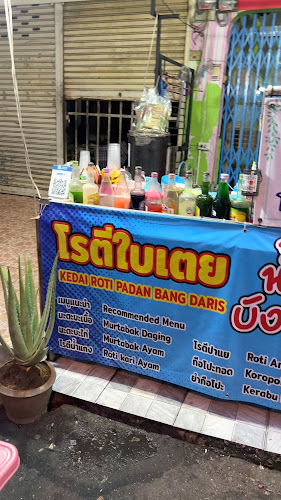 โรตีใบเตย
KEDAI ROTI PADAN BANG DARIS
เมนูแนะนำ Recommended Menu
มะตะบะเนื้อ Murtabak Daging
มะตะบะไก่ Murtabak Ayam
โรตีน้ำแกง Roti kari Ayam
โรตีปาแย Roti
กือโปะทอด
ยำกือโปะ Kerabu
บัง